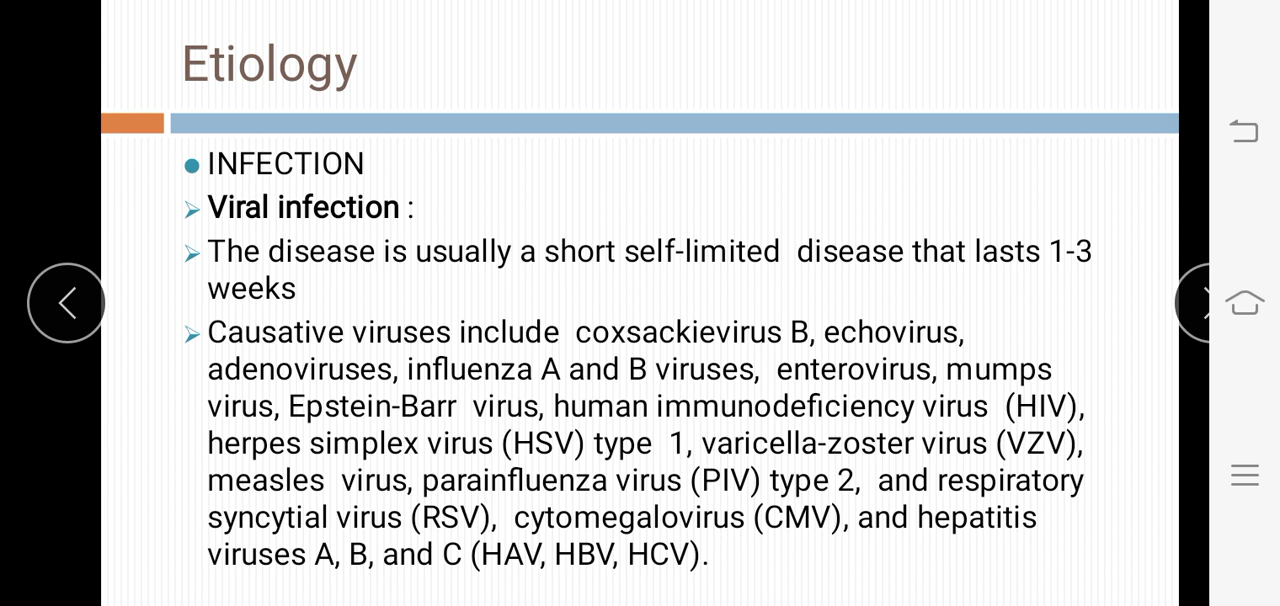 Etiology
INFECTION
Viral infection :
The disease is usually a short self-limited disease that lasts 1-3
weeks
Causative viruses include coxsackievirus B, echovirus,
adenoviruses, influenza A and B viruses, enterovirus, mumps
virus, Epstein-Barr virus, human immunodeficiency virus (HIV),
herpes simplex virus (HSV) type 1, varicella-zoster virus (VZV),
measles virus, parainfluenza virus (PIV) type 2, and respiratory
syncytial virus (RSV), cytomegalovirus (CMV), and hepatitis
viruses A, B, and C (HAV, HBV, HCV).